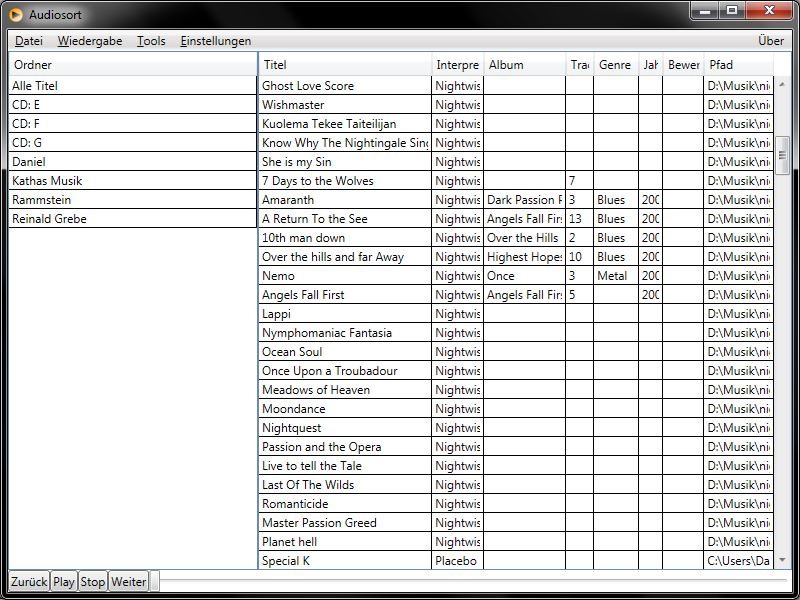 Audiosort
Datei Wiedergabe Tools Einstellungen Über
Ordner Titel Interpre Album Trac Genre Jah Bewer Pfad
Alle Titel Ghost Love Score Nightwis D:\Musik\ni
CD: E Wishmaster Nightwis D:\Musik\ni
CD: F Kuolema Tekee Taiteilijan Nightwis D:\Musik\ni
CD: G Know Why The Nightingale Sing Nightwis D:\Musik\ni
Daniel She is my Sin Nightwis D:\Musik\ni
Kathas Musik 7 Days to the Wolves Nightwis 7 D:\Musik\ni
Rammstein Amaranth Nightwis Dark Passion P 3 Blues 200 D:\Musik\ni
Reinald Grebe A Return To the See Nightwis Angels Fall Firs 13 Blues 200 D:\Musik\ni
10th man down Nightwis Over the Hills 2 Blues 200 D:\Musik\ni
Over the hills and far Away Nightwis Highest Hopes 10 Blues 200 D:\Musik\ni
Nemo Nightwis Once 3 Metal 200 D:\Musik\ni
Angels Fall First Nightwis Angels Fall Firs 5 200 D:\Musik\ni
Lappi Nightwis D:\Musik\ni
Nymphomaniac Fantasia Nightwis D:\Musik\ni
Ocean Soul Nightwis D:\Musik\ni
Once Upon a Troubadour Nightwis D:\Musik\ni
Meadows of Heaven Nightwis D:\Musik\ni
Moondance Nightwis D:\Musik\ni
Nightquest Nightwis D:\Musik\ni
Passion and the Opera Nightwis D:\Musik\ni
Live to tell the Tale Nightwis D:\Musik\ni
Last Of The Wilds Nightwis D:\Musik\ni
Romanticide Nightwis D:\Musik\ni
Master Passion Greed Nightwis D:\Musik\ni
Planet hell Nightwis D:\Musik\ni
Special K Placebo C:\Users\Da
Zurück Play Stop Weiter